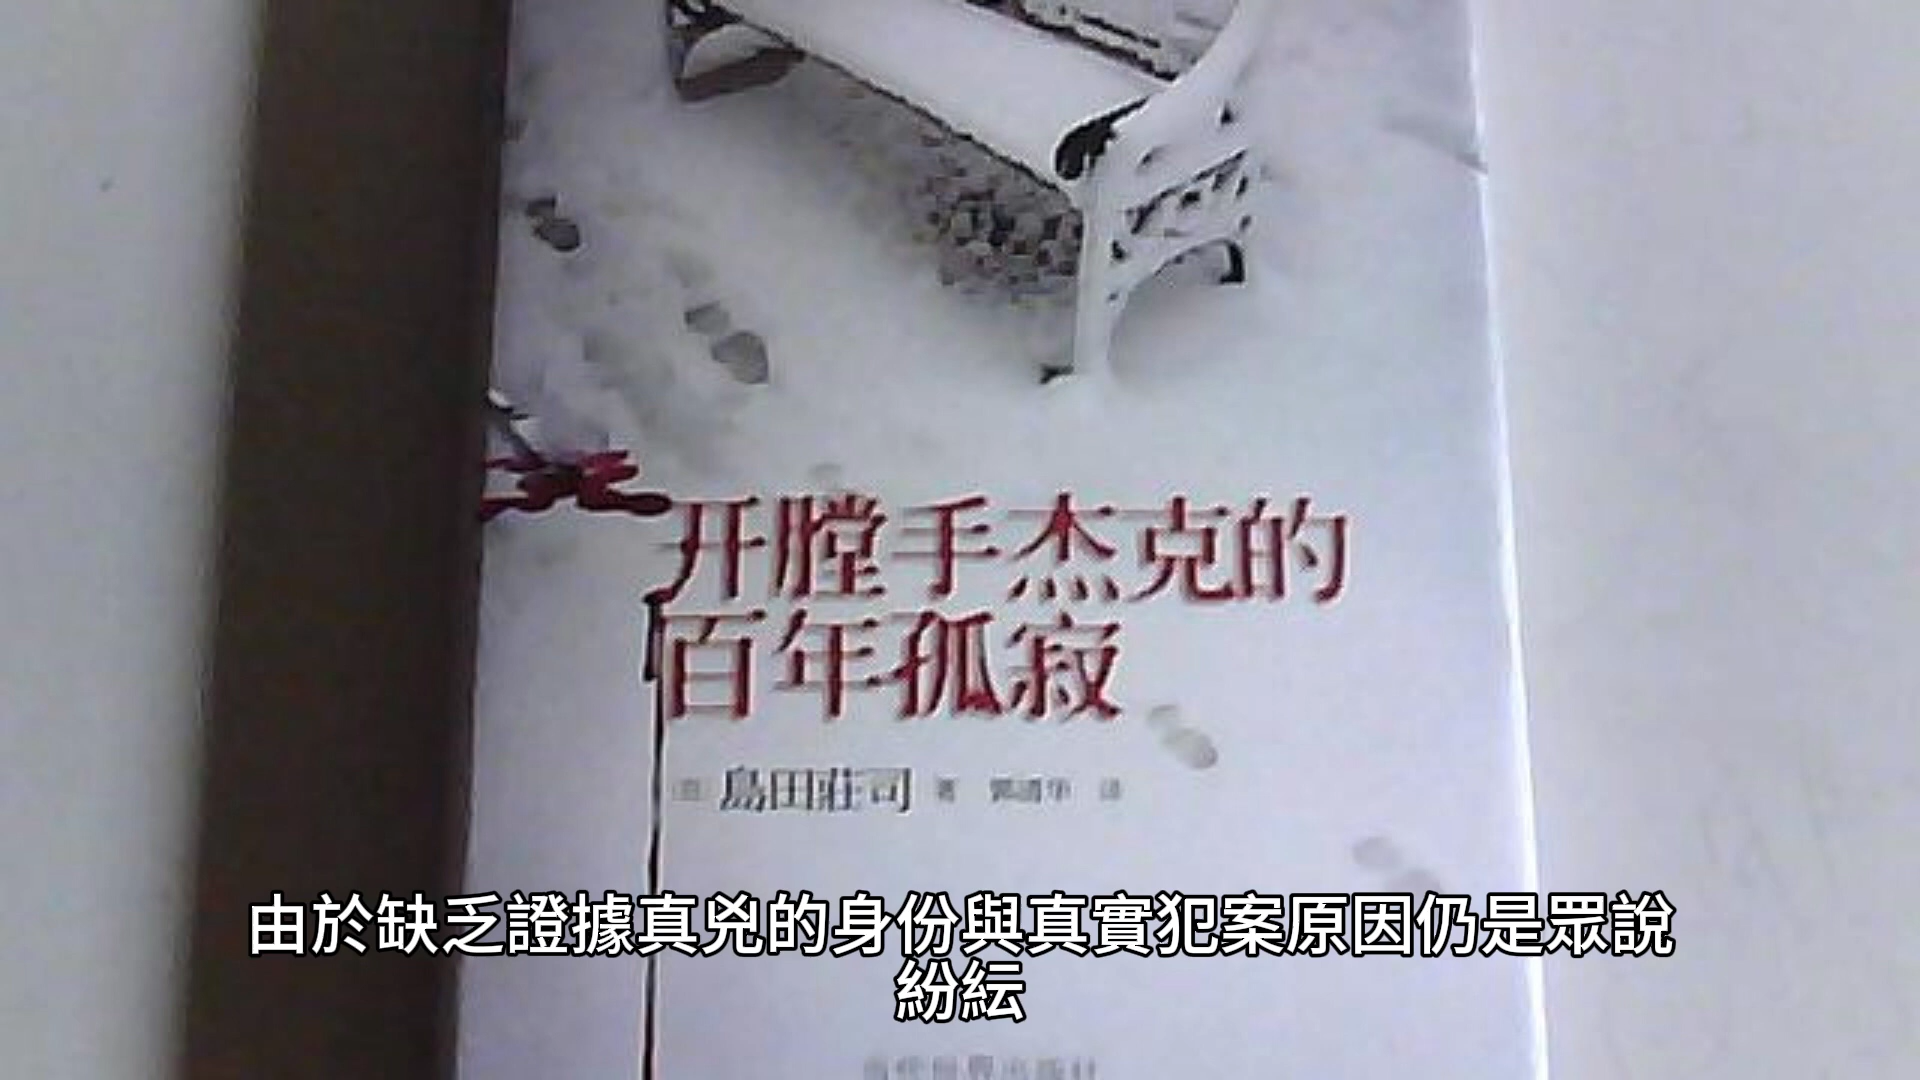 开膛手杰克的
百年孤寂
島田莊司 著
由於缺乏證據真兇的身份與真實犯案原因仍是眾說
紛紜